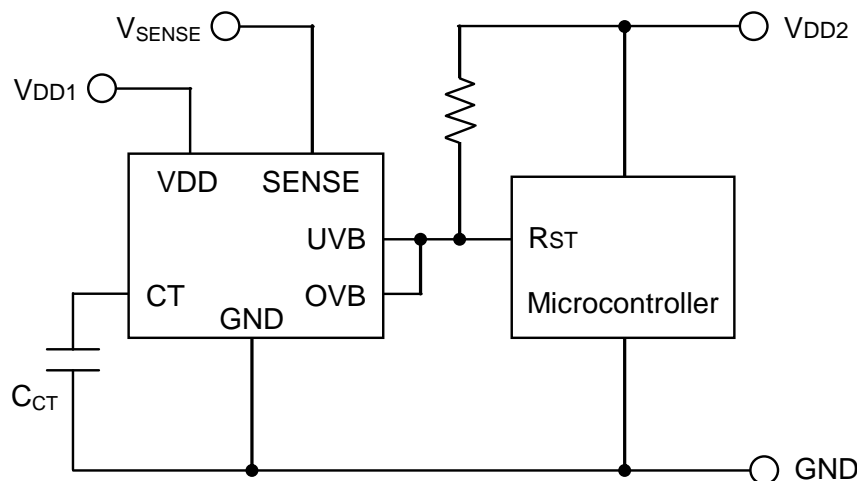 VSENSE
VDD2
VDD1
VDD SENSE
UVB
RST
CT
OVB
Microcontroller
GND
CCT
GND